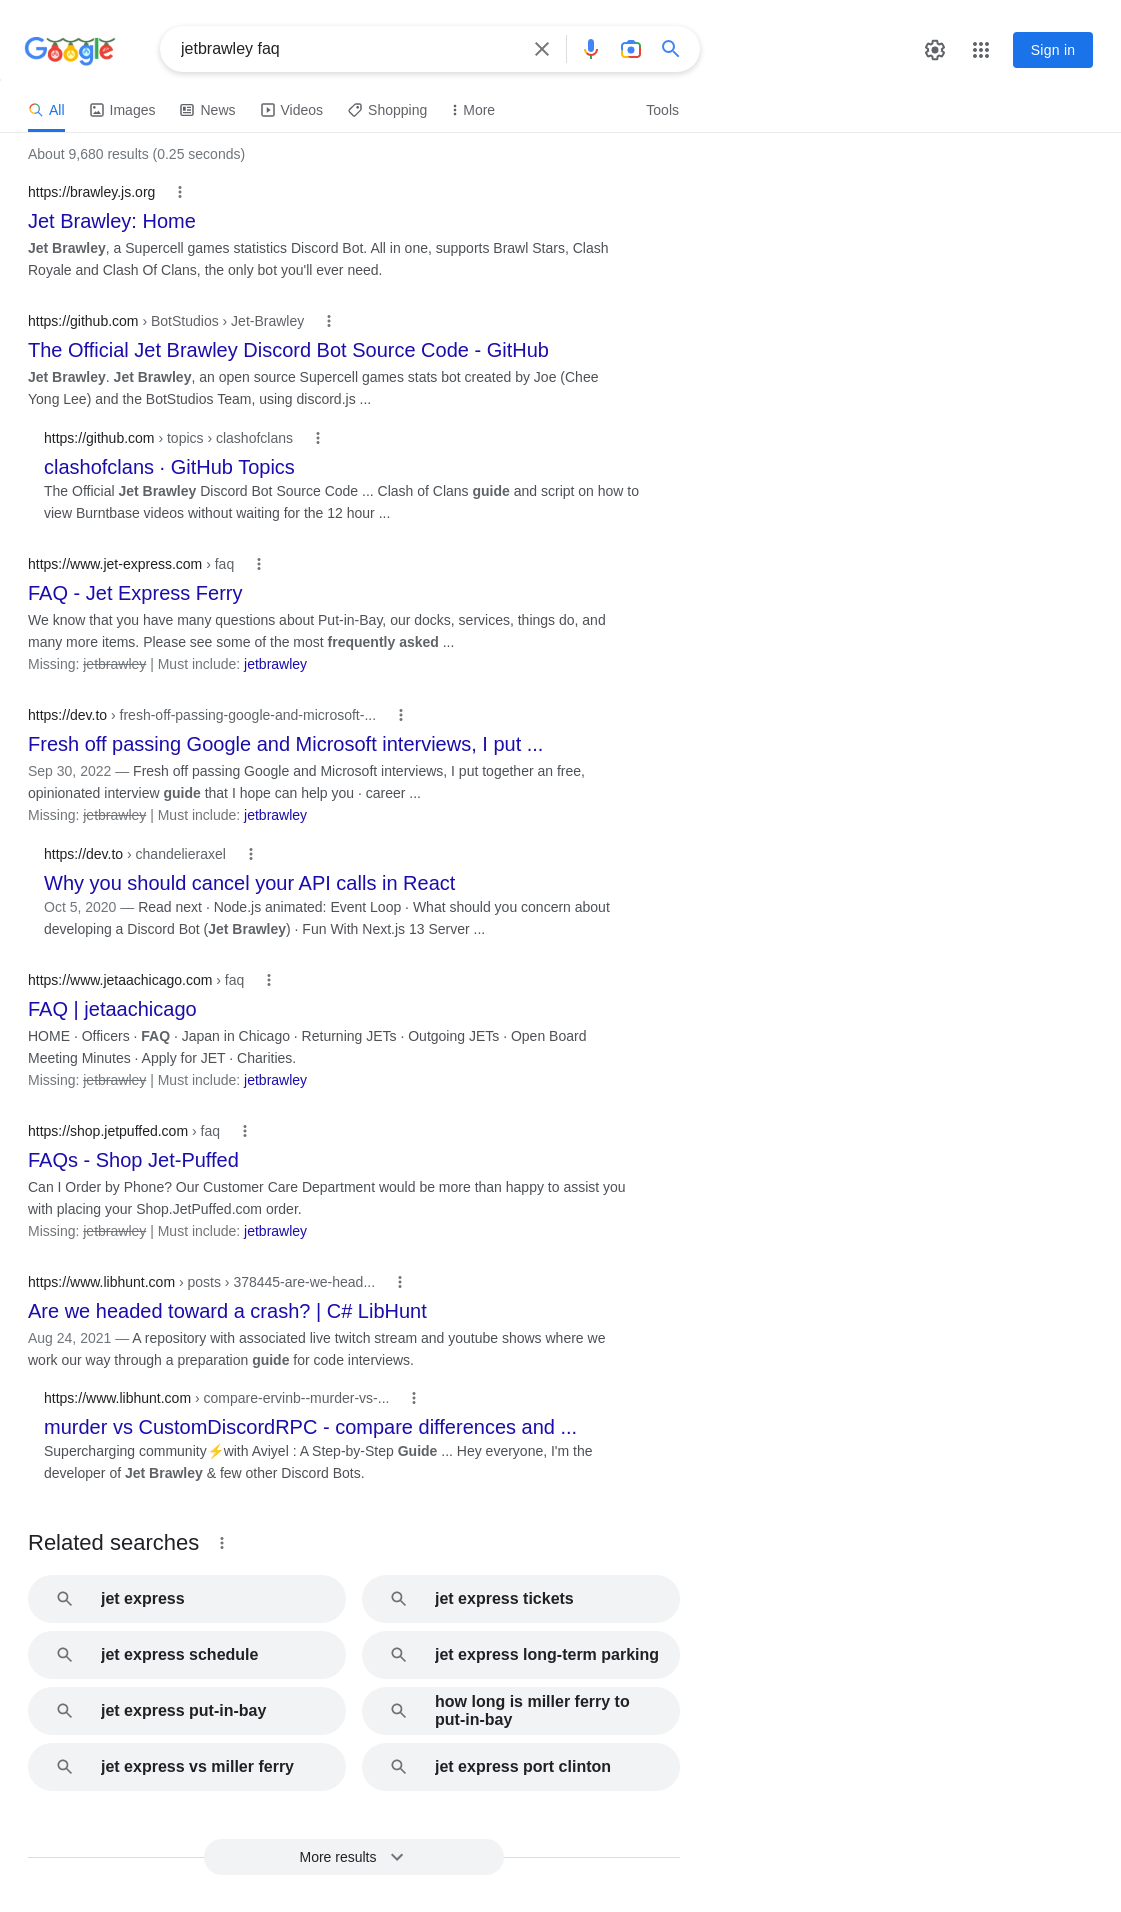 Google
jetbrawley faq
Sign in
All
Images
News
Videos
Shopping
More
Tools
About 9,680 results (0.25 seconds)
https://brawley.js.org
Jet Brawley: Home
Jet Brawley, a Supercell games statistics Discord Bot. All in one, supports Brawl Stars, Clash
Royale and Clash Of Clans, the only bot you'll ever need.
https://github.com › BotStudios › Jet-Brawley
The Official Jet Brawley Discord Bot Source Code - GitHub
Jet Brawley. Jet Brawley, an open source Supercell games stats bot created by Joe (Chee
Yong Lee) and the BotStudios Team, using discord.js ...
https://github.com › topics › clashofclans
clashofclans · GitHub Topics
The Official Jet Brawley Discord Bot Source Code ... Clash of Clans guide and script on how to
view Burntbase videos without waiting for the 12 hour ...
https://www.jet-express.com › faq
FAQ - Jet Express Ferry
We know that you have many questions about Put-in-Bay, our docks, services, things do, and
many more items. Please see some of the most frequently asked ...
Missing: jetbrawley | Must include: jetbrawley
https://dev.to › fresh-off-passing-google-and-microsoft-...
Fresh off passing Google and Microsoft interviews, I put ...
Sep 30, 2022 — Fresh off passing Google and Microsoft interviews, I put together an free,
opinionated interview guide that I hope can help you · career ...
Missing: jetbrawley | Must include: jetbrawley
https://dev.to › chandelieraxel
Why you should cancel your API calls in React
Oct 5, 2020 — Read next · Node.js animated: Event Loop · What should you concern about
developing a Discord Bot (Jet Brawley) · Fun With Next.js 13 Server ...
https://www.jetaachicago.com › faq
FAQ | jetaachicago
HOME · Officers · FAQ · Japan in Chicago · Returning JETs · Outgoing JETs · Open Board
Meeting Minutes · Apply for JET · Charities.
Missing: jetbrawley | Must include: jetbrawley
https://shop.jetpuffed.com › faq
FAQs - Shop Jet-Puffed
Can I Order by Phone? Our Customer Care Department would be more than happy to assist you
with placing your Shop.JetPuffed.com order.
Missing: jetbrawley | Must include: jetbrawley
https://www.libhunt.com › posts › 378445-are-we-head...
Are we headed toward a crash? | C# LibHunt
Aug 24, 2021 — A repository with associated live twitch stream and youtube shows where we
work our way through a preparation guide for code interviews.
https://www.libhunt.com › compare-ervinb--murder-vs-...
murder vs CustomDiscordRPC - compare differences and ...
Supercharging community⚡with Aviyel : A Step-by-Step Guide ... Hey everyone, I'm the
developer of Jet Brawley & few other Discord Bots.
Related searches
jet express
jet express tickets
jet express schedule
jet express long-term parking
jet express put-in-bay
how long is miller ferry to
put-in-bay
jet express vs miller ferry
jet express port clinton
More results